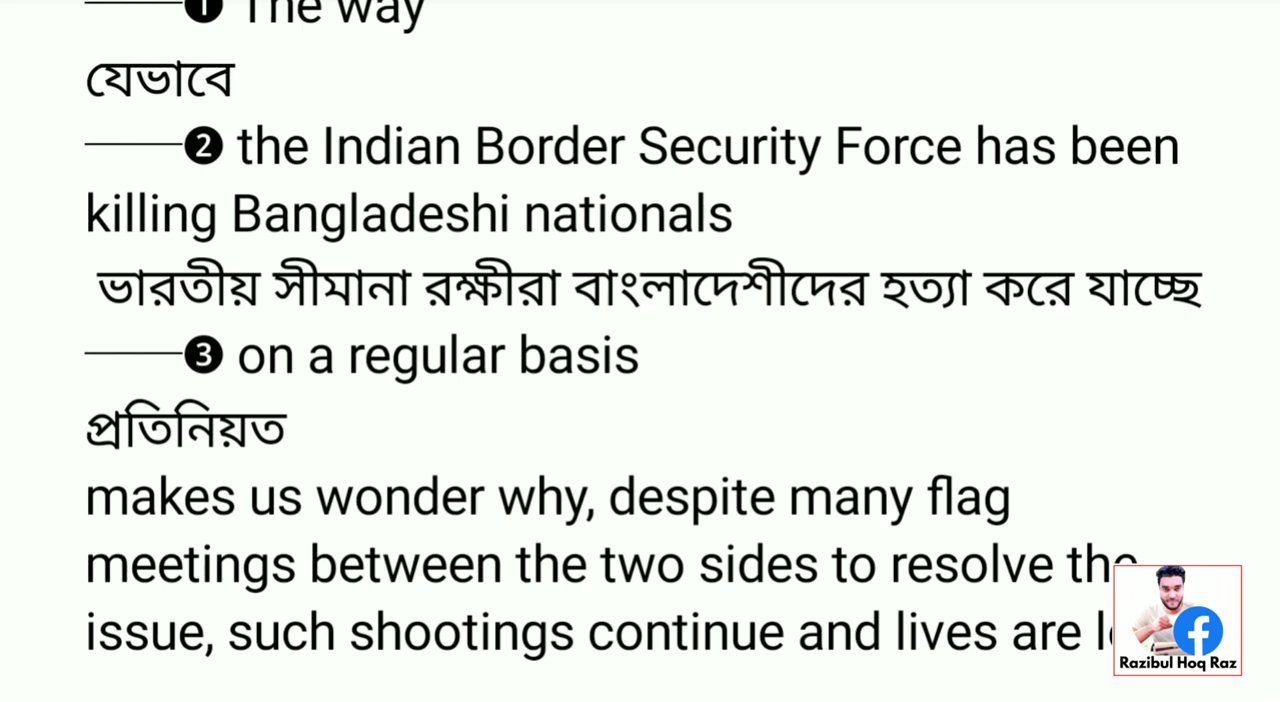 ❶ The way
যেভাবে
❷ the Indian Border Security Force has been
killing Bangladeshi nationals
ভারতীয় সীমানা রক্ষীরা বাংলাদেশীদের হত্যা করে যাচ্ছে
❸ on a regular basis
প্রতিনিয়ত
makes us wonder why, despite many flag
meetings between the two sides to resolve the
issue, such shootings continue and lives are
Razibul Hoq Raz